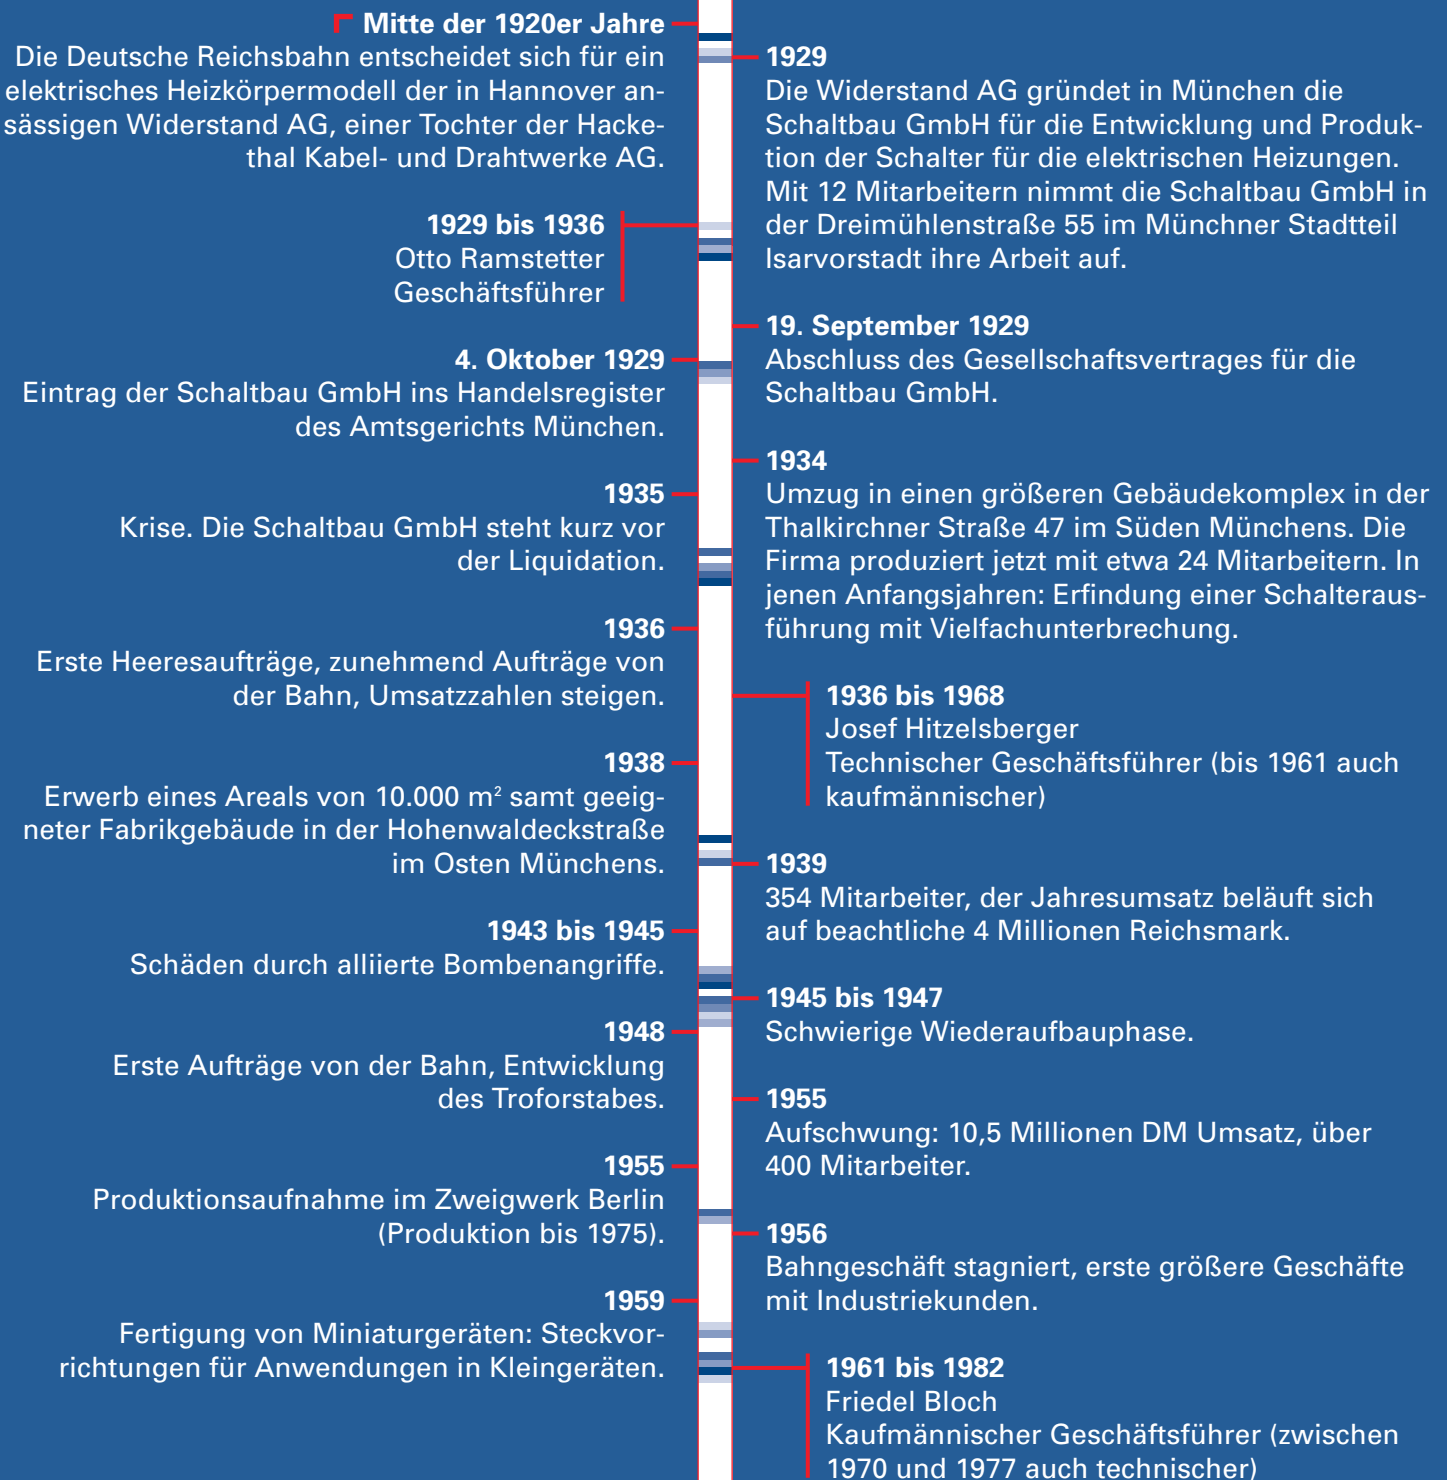 Mitte der 1920er Jahre
Die Deutsche Reichsbahn entscheidet sich für ein
elektrisches Heizkörpermodell der in Hannover an-
sässigen Widerstand AG, einer Tochter der Hacke-
thal Kabel- und Drahtwerke AG.
1929
Die Widerstand AG gründet in München die
Schaltbau GmbH für die Entwicklung und Produk-
tion der Schalter für die elektrischen Heizungen.
Mit 12 Mitarbeitern nimmt die Schaltbau GmbH in
der Dreimühlenstraße 55 im Münchner Stadtteil
Isarvorstadt ihre Arbeit auf.
1929 bis 1936
Otto Ramstetter
Geschäftsführer
19. September 1929
Abschluss des Gesellschaftsvertrages für die
Schaltbau GmbH.
4. Oktober 1929
Eintrag der Schaltbau GmbH ins Handelsregister
des Amtsgerichts München.
1934
Umzug in einen größeren Gebäudekomplex in der
Thalkirchner Straße 47 im Süden Münchens. Die
Firma produziert jetzt mit etwa 24 Mitarbeitern. In
jenen Anfangsjahren: Erfindung einer Schalteraus-
führung mit Vielfachunterbrechung.
1935
Krise. Die Schaltbau GmbH steht kurz vor
der Liquidation.
1936
Erste Heeresaufträge, zunehmend Aufträge von
der Bahn, Umsatzzahlen steigen.
1936 bis 1968
Josef Hitzelsberger
Technischer Geschäftsführer (bis 1961 auch
kaufmännischer)
1938
Erwerb eines Areals von 10.000 m² samt geeig-
neter Fabrikgebäude in der Hohenwaldeckstraße
im Osten Münchens.
1939
354 Mitarbeiter, der Jahresumsatz beläuft sich
auf beachtliche 4 Millionen Reichsmark.
1943 bis 1945
Schäden durch alliierte Bombenangriffe.
1945 bis 1947
Schwierige Wiederaufbauphase.
1948
Erste Aufträge von der Bahn, Entwicklung
des Troforstabes.
1955
Aufschwung: 10,5 Millionen DM Umsatz, über
400 Mitarbeiter.
1955
Produktionsaufnahme im Zweigwerk Berlin
(Produktion bis 1975).
1956
Bahngeschäft stagniert, erste größere Geschäfte
mit Industriekunden.
1959
Fertigung von Miniaturgeräten: Steckvor-
richtungen für Anwendungen in Kleingeräten.
1961 bis 1982
Friedel Bloch
Kaufmännischer Geschäftsführer (zwischen
1970 und 1977 auch technischer)